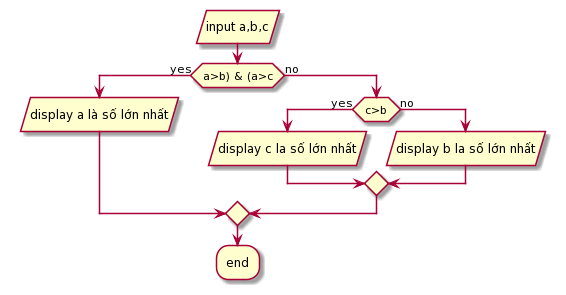 input a,b,c
yes
a>b) & (a>c
no
display a là số lớn nhất
yes
c>b
no
display c la số lớn nhất
display b la số lớn nhất
end